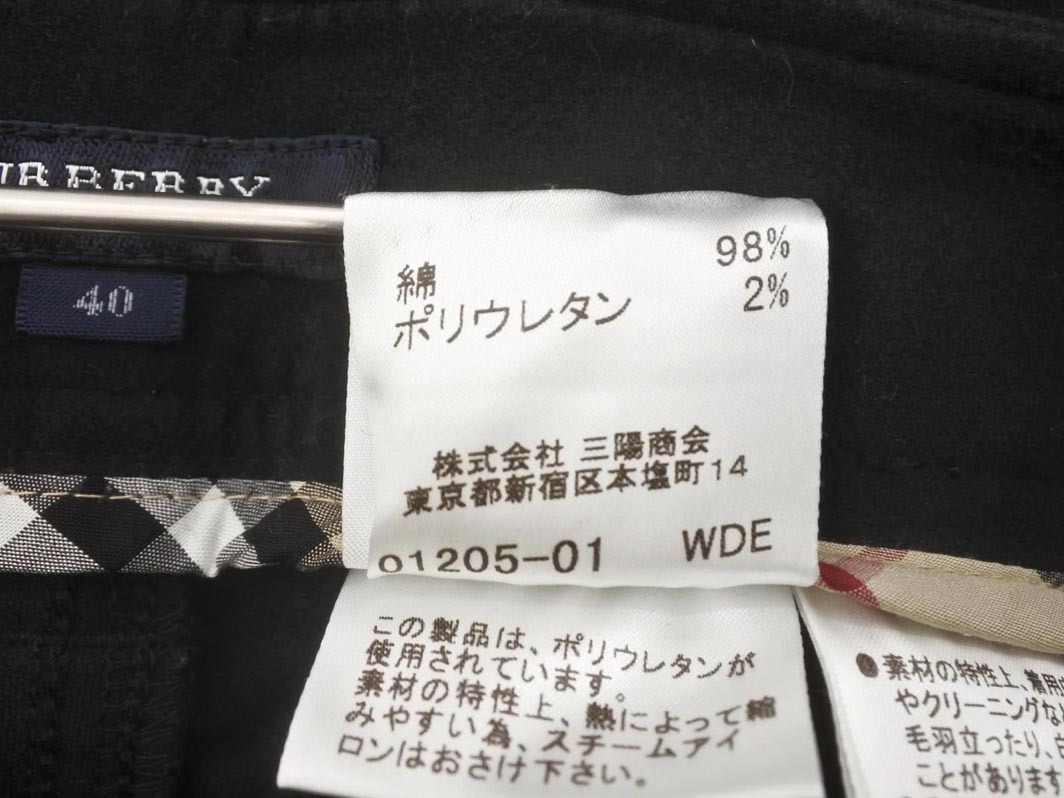 BURBERRY
40
綿 98%
ポリウレタン 2%
株式会社 三陽商会
東京都新宿区本塩町14
01205-01 WDE
この製品は、ポリウレタンが
使用されています。
素材の特性上、熱によって縮
みやすい為、スチームアイ
ロンはおさけ下さい。
●素材の特性上、着用
やクリーニングな
毛羽立ったり、
ことがあります